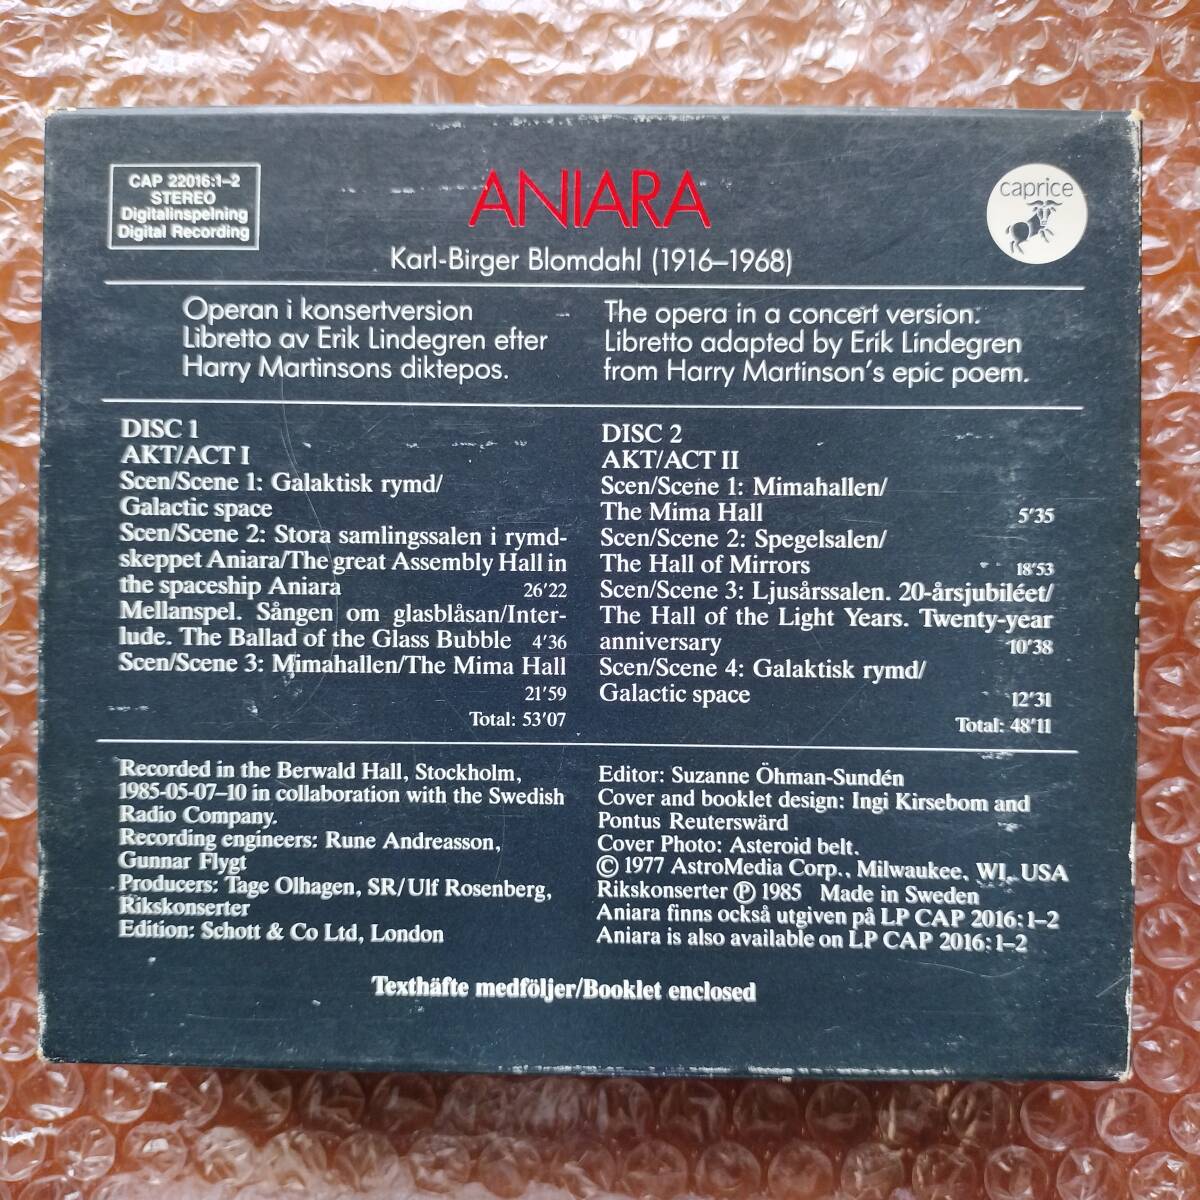 CAP 22016:1–2
STEREO
Digitalinspelning
Digital Recording
ANIARA
caprice
Karl-Birger Blomdahl (1916–1968)
Operan i konsertversion
Libretto av Erik Lindegren efter
Harry Martinsons diktepos.
The opera in a concert version:
Libretto adapted by Erik Lindegren
from Harry Martinson's epic poem.
DISC 1
AKT/ACT I
Scen/Scene 1: Galaktisk rymd/
Galactic space
Scen/Scene 2: Stora samlingssalen i rymd-
skeppet Aniara/The great Assembly Hall in
the spaceship Aniara 26'22
Mellanspel. Sången om glasblåsan/Inter-
lude. The Ballad of the Glass Bubble 4'36
Scen/Scene 3: Mimahallen/The Mima Hall
21'59
Total: 53'07
DISC 2
AKT/ACT II
Scen/Scene 1: Mimahallen/
The Mima Hall 5'35
Scen/Scene 2: Spegelsalen/
The Hall of Mirrors 18'53
Scen/Scene 3: Ljusårssalen. 20-årsjubiléet/
The Hall of the Light Years. Twenty-year
anniversary 10'38
Scen/Scene 4: Galaktisk rymd/
Galactic space 12'31
Total: 48'11
Recorded in the Berwald Hall, Stockholm,
1985-05-07–10 in collaboration with the Swedish
Radio Company.
Recording engineers: Rune Andreasson,
Gunnar Flygt
Producers: Tage Olhagen, SR/Ulf Rosenberg,
Rikskonserter
Edition: Schott & Co Ltd, London
Editor: Suzanne Öhman-Sundén
Cover and booklet design: Ingi Kirsebom and
Pontus Reuterswärd
Cover Photo: Asteroid belt.
© 1977 AstroMedia Corp., Milwaukee, WI, USA
Rikskonserter ℗ 1985 Made in Sweden
Aniara finns också utgiven på LP CAP 2016:1–2
Aniara is also available on LP CAP 2016:1–2
Texthäfte medföljer/Booklet enclosed